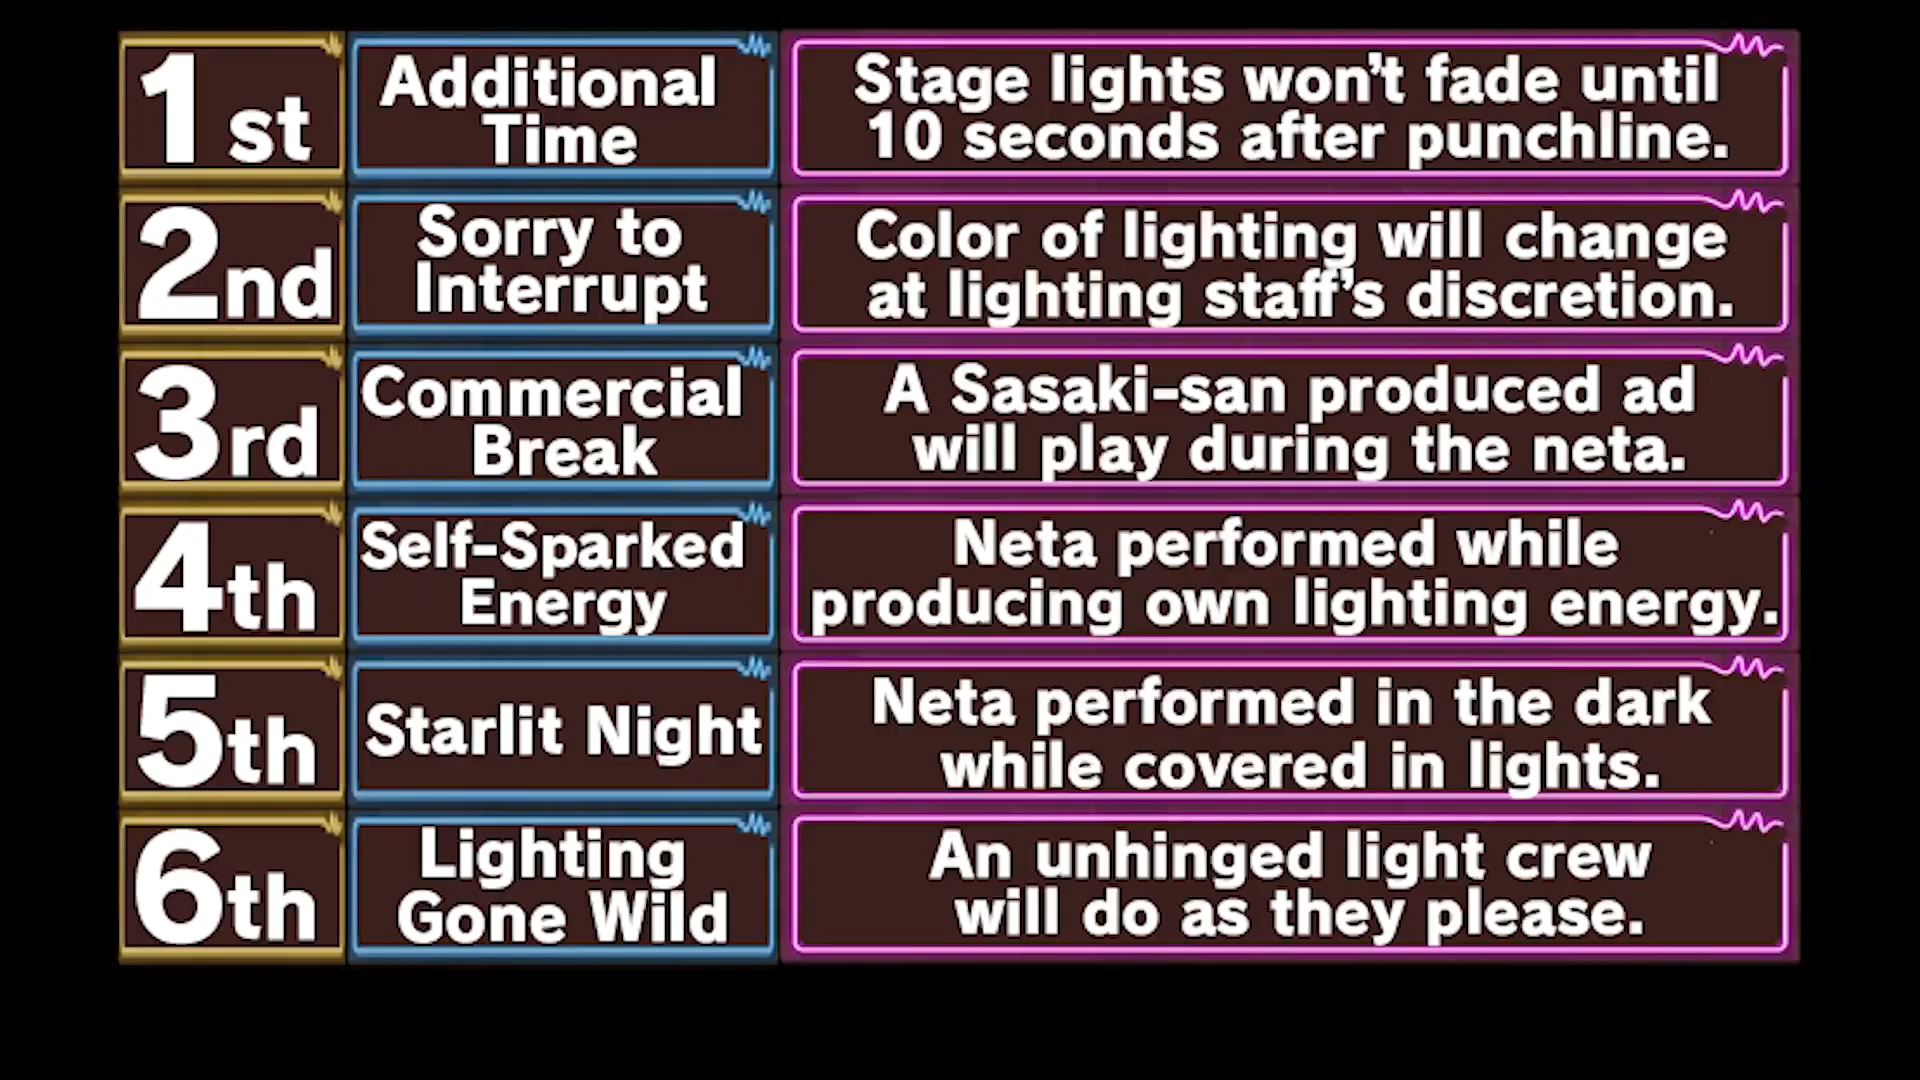 1st
Additional
Time
Stage lights won't fade until
10 seconds after punchline.
2nd
Sorry to
Interrupt
Color of lighting will change
at lighting staff's discretion.
3rd
Commercial
Break
A Sasaki-san produced ad
will play during the neta.
4th
Self-Sparked
Energy
Neta performed while
producing own lighting energy.
5th
Starlit Night
Neta performed in the dark
while covered in lights.
6th
Lighting
Gone Wild
An unhinged light crew
will do as they please.